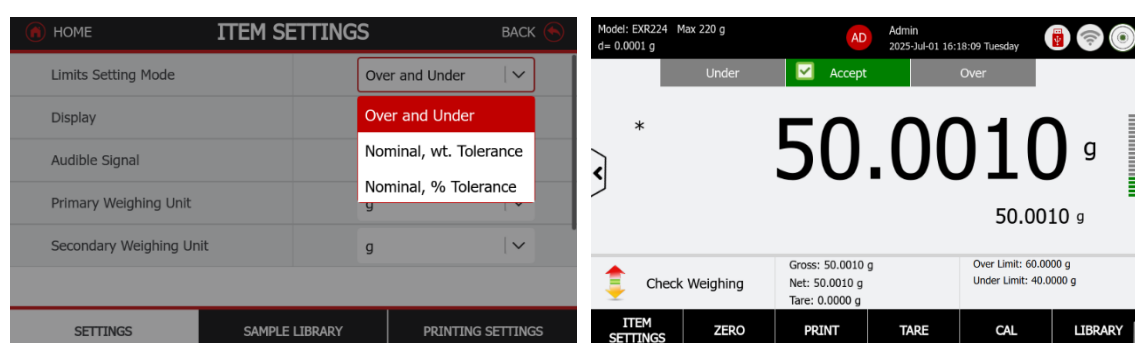 HOME ITEM SETTINGS BACK
Limits Setting Mode Over and Under
Display Over and Under
Audible Signal Nominal, wt. Tolerance
Nominal, % Tolerance
Primary Weighing Unit g
Secondary Weighing Unit g
SETTINGS SAMPLE LIBRARY PRINTING SETTINGS
Model: EXR224 Max 220 g
d= 0.0001 g
AD
Admin
2025-Jul-01 16:18:09 Tuesday
Under Accept Over
*
50.0010 g
50.0010 g
Check Weighing
Gross: 50.0010 g
Net: 50.0010 g
Tare: 0.0000 g
Over Limit: 60.0000 g
Under Limit: 40.0000 g
ITEM
SETTINGS
ZERO PRINT TARE CAL LIBRARY